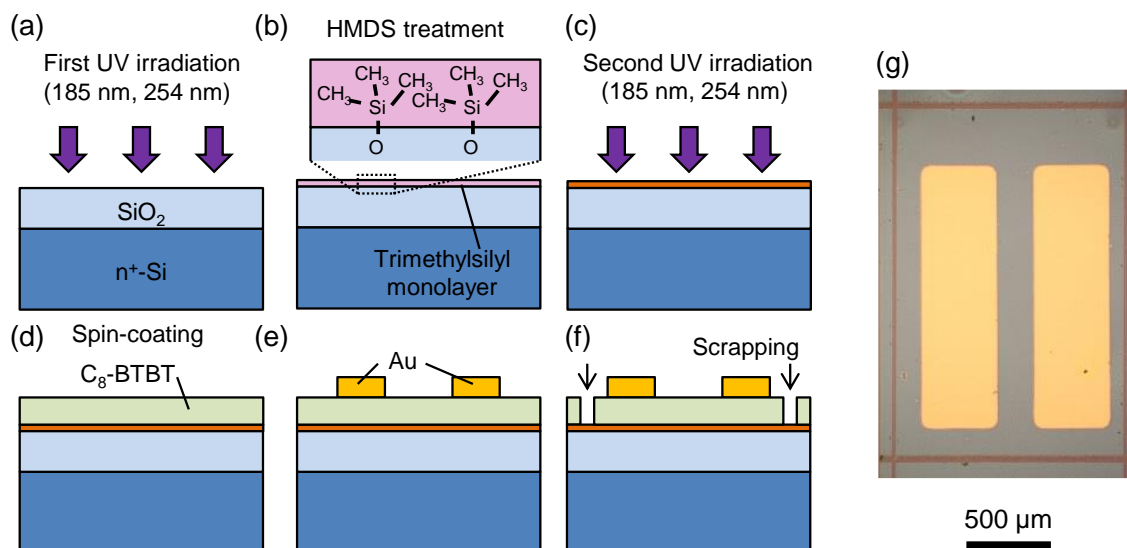 (a)
First UV irradiation
(185 nm, 254 nm)
SiO₂
n⁺-Si
(b)
HMDS treatment
CH₃ CH₃
CH₃ CH₃ CH₃ CH₃
Si Si
O O
Trimethylsilyl
monolayer
(c)
Second UV irradiation
(185 nm, 254 nm)
(d)
Spin-coating
C₈-BTBT
(e)
Au
(f)
Scrapping
(g)
500 µm